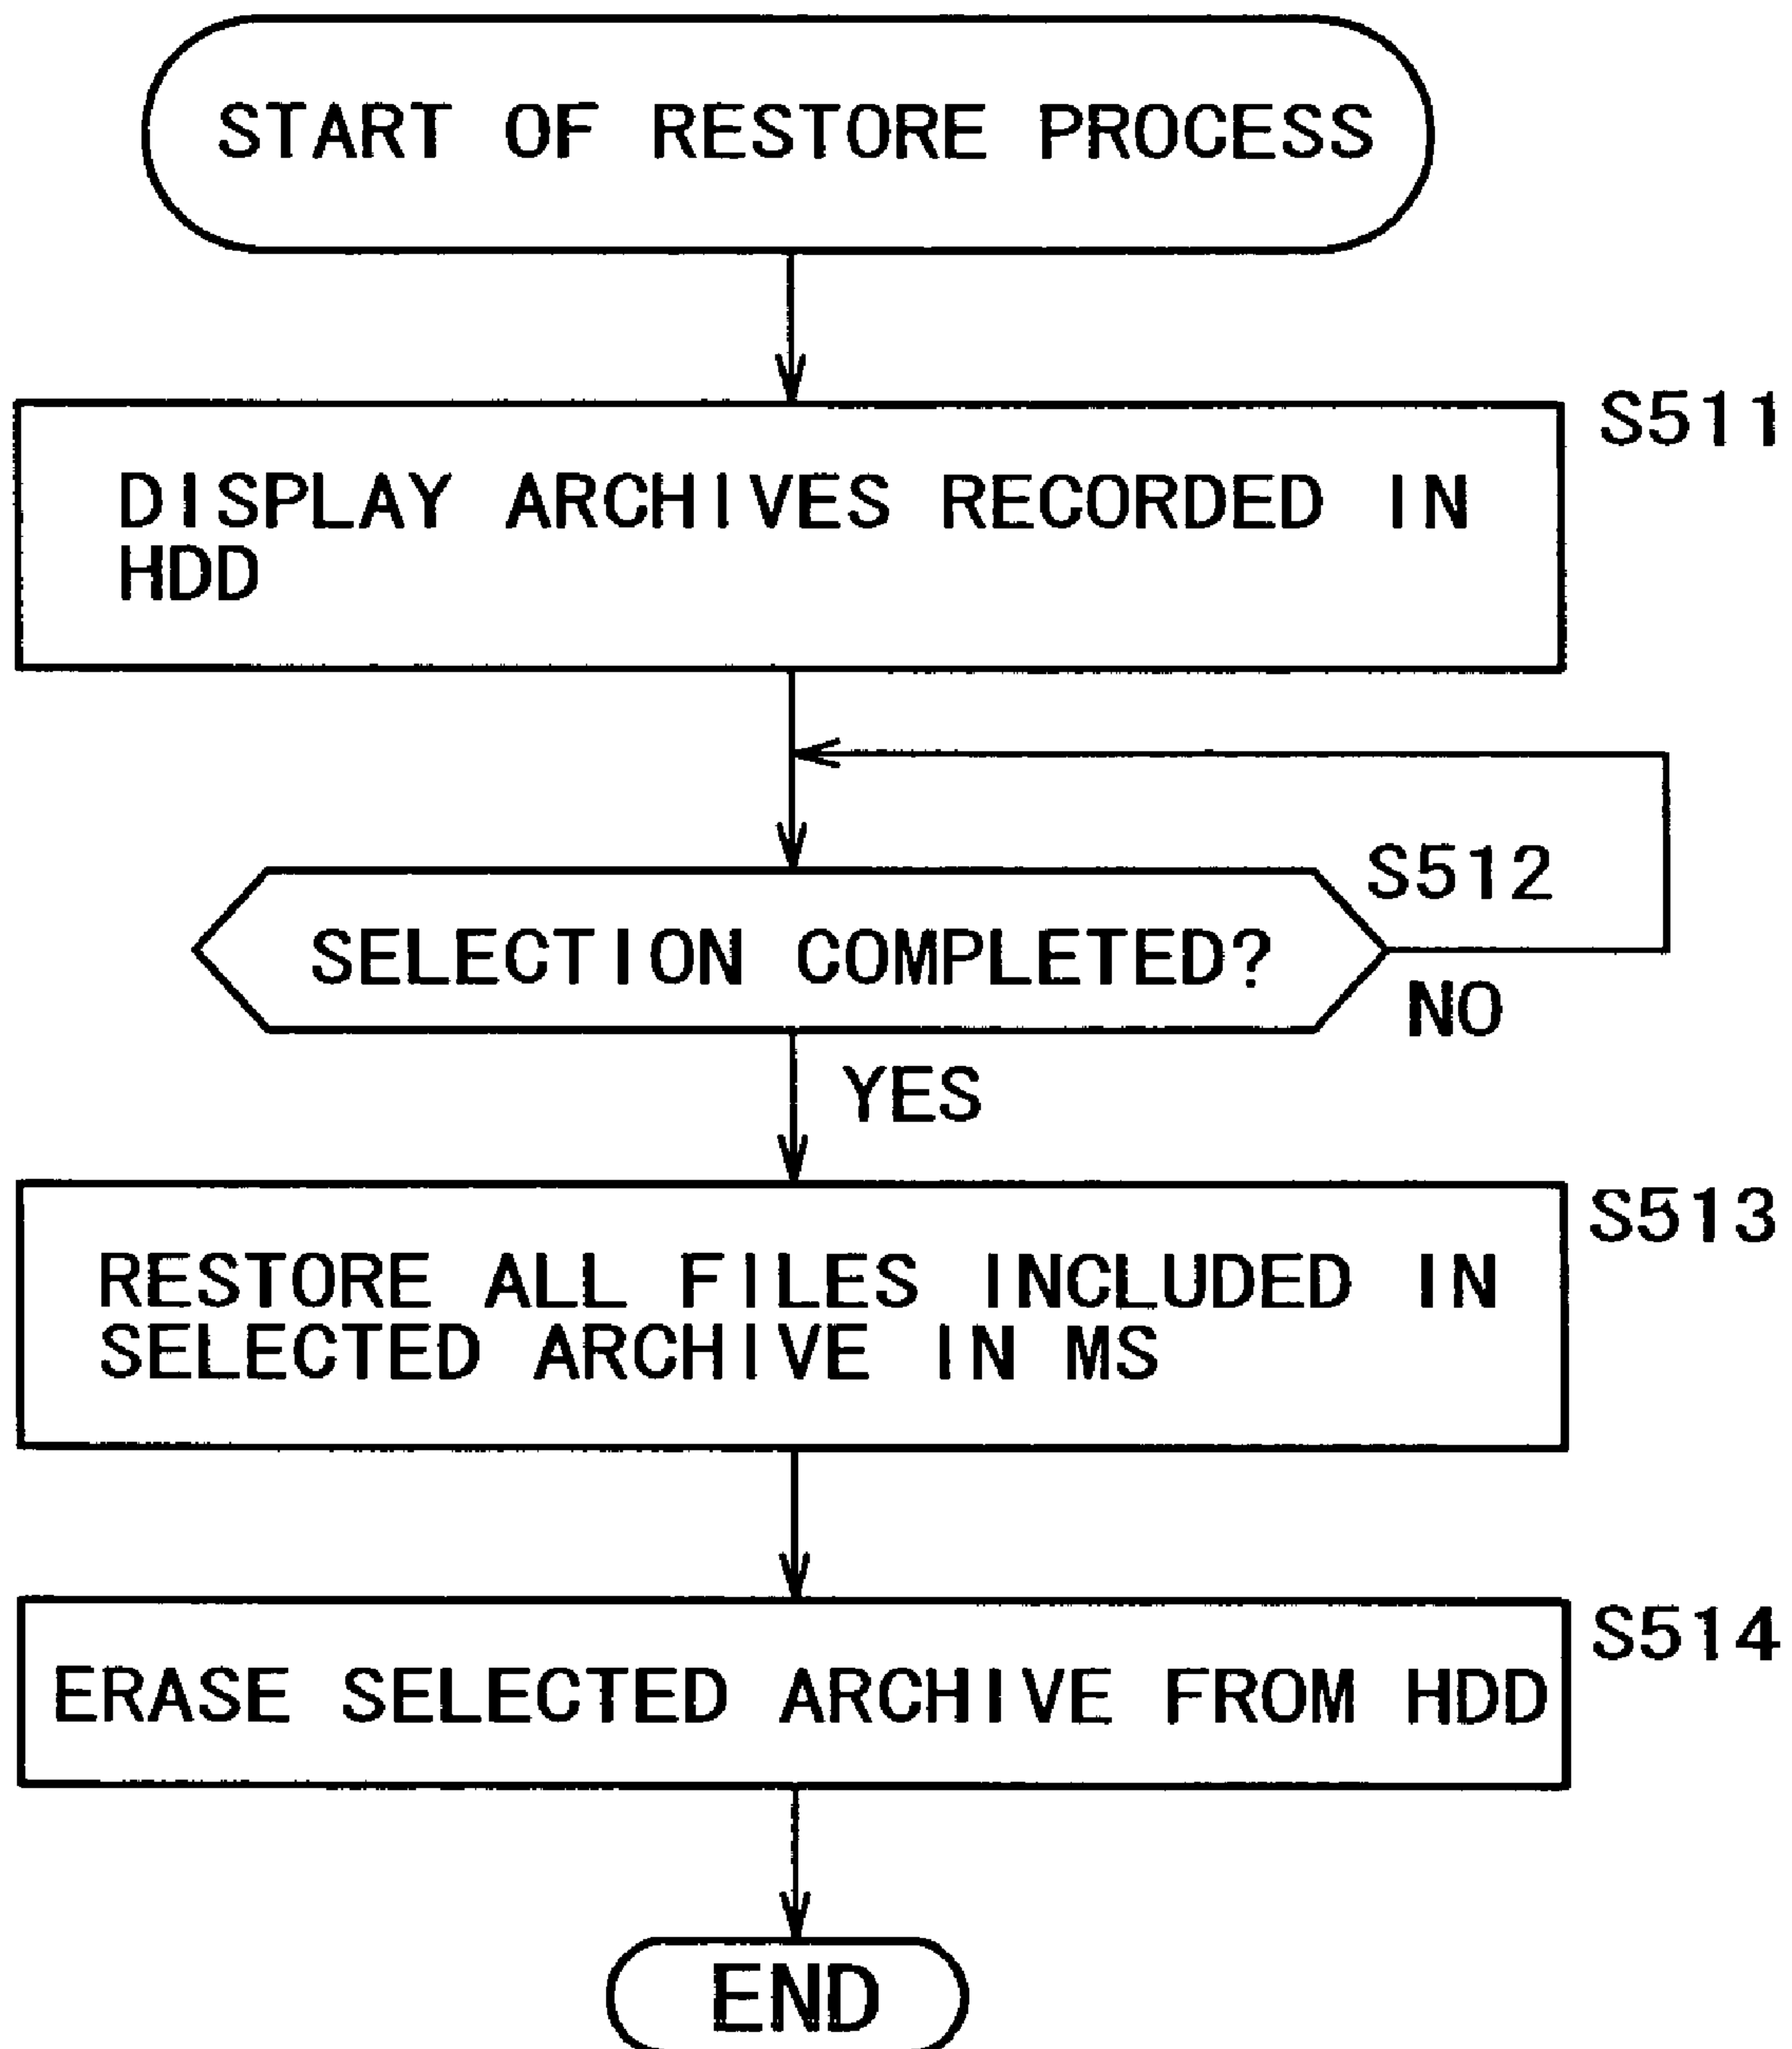 START OF RESTORE PROCESS
S511
DISPLAY ARCHIVES RECORDED IN
HDD
S512
SELECTION COMPLETED?
NO
YES
S513
RESTORE ALL FILES INCLUDED IN
SELECTED ARCHIVE IN MS
S514
ERASE SELECTED ARCHIVE FROM HDD
END